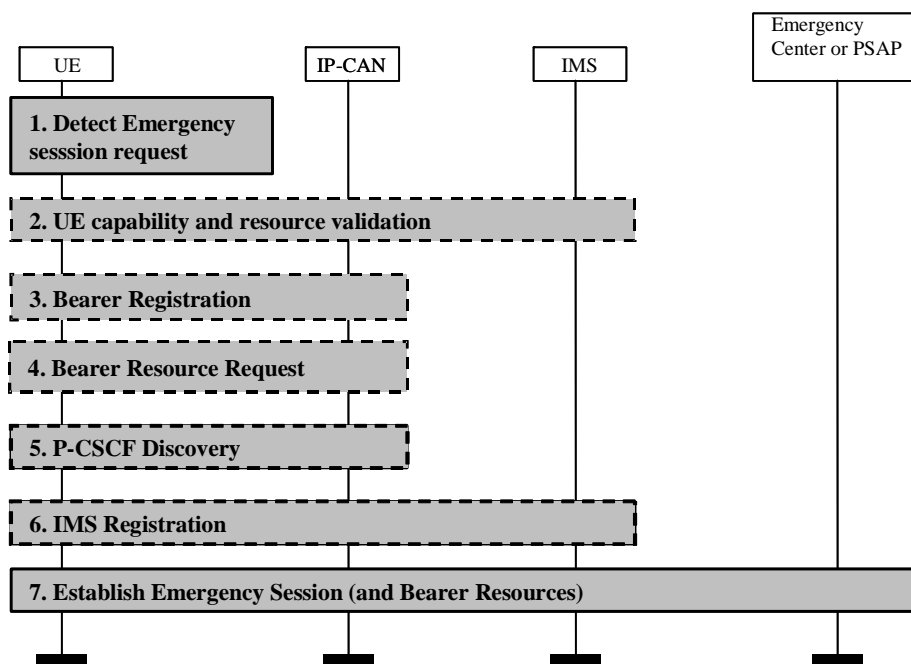 Emergency
Center or PSAP
UE
IP-CAN
IMS
1. Detect Emergency
sesssion request
2. UE capability and resource validation
3. Bearer Registration
4. Bearer Resource Request
5. P-CSCF Discovery
6. IMS Registration
7. Establish Emergency Session (and Bearer Resources)